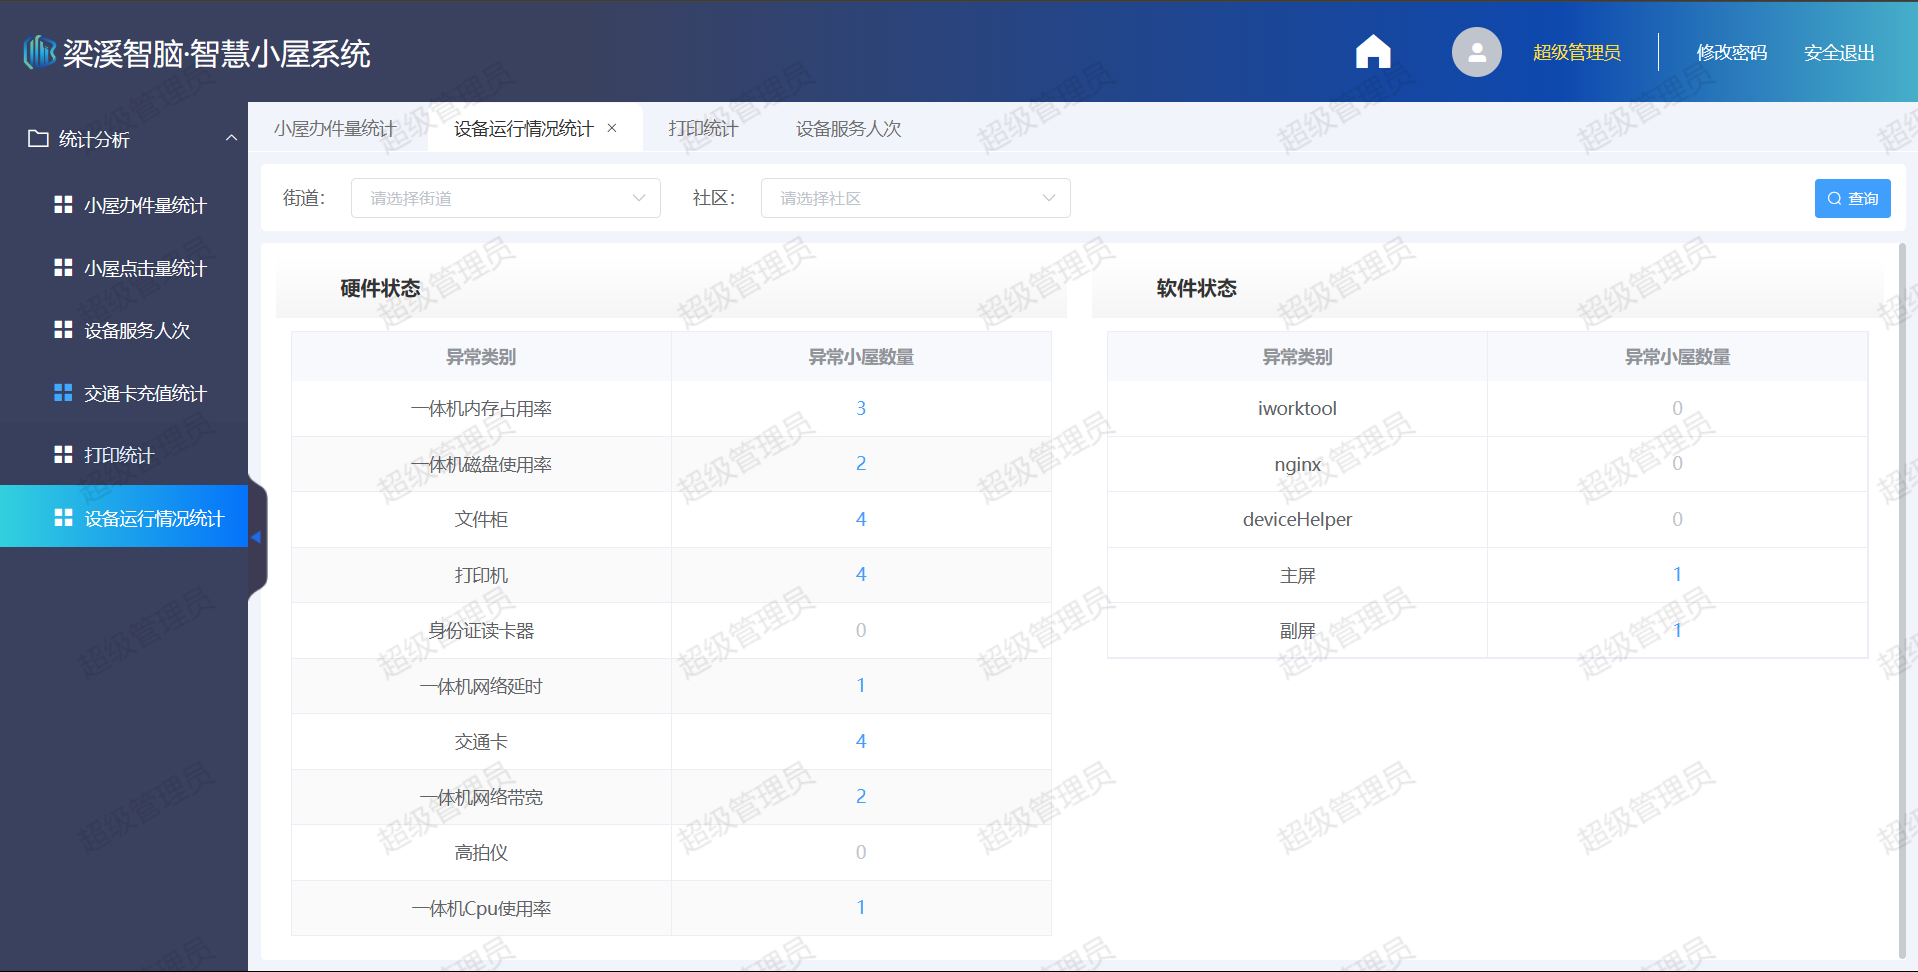 梁溪智脑·智慧小屋系统
超级管理员
修改密码
安全退出
统计分析
小屋办件量统计
小屋点击量统计
设备服务人次
交通卡充值统计
打印统计
设备运行情况统计
小屋办件量统计
设备运行情况统计 ×
打印统计
设备服务人次
街道： 请选择街道
社区： 请选择社区
查询
硬件状态
异常类别 异常小屋数量
一体机内存占用率 3
一体机磁盘使用率 2
文件柜 4
打印机 4
身份证读卡器 0
一体机网络延时 1
交通卡 4
一体机网络带宽 2
高拍仪 0
一体机Cpu使用率 1
软件状态
异常类别 异常小屋数量
iworktool 0
nginx 0
deviceHelper 0
主屏 1
副屏 1
超级管理员